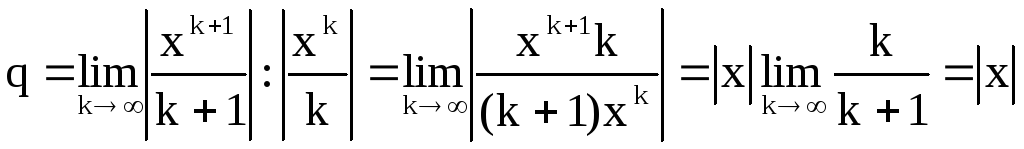 q = lim_{k→∞} |x^{k+1}/(k+1)| : |x^k/k| = lim_{k→∞} |x^{k+1}k/((k+1)x^k)| = |x| lim_{k→∞} k/(k+1) = |x|